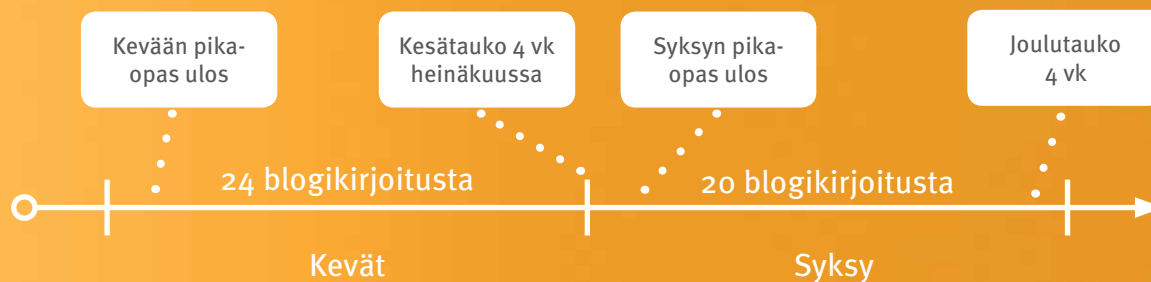 Kevään pika-
opas ulos
Kesätauko 4 vk
heinäkuussa
Syksyn pika-
opas ulos
Joulutauko
4 vk
24 blogikirjoitusta
20 blogikirjoitusta
Kevät
Syksy